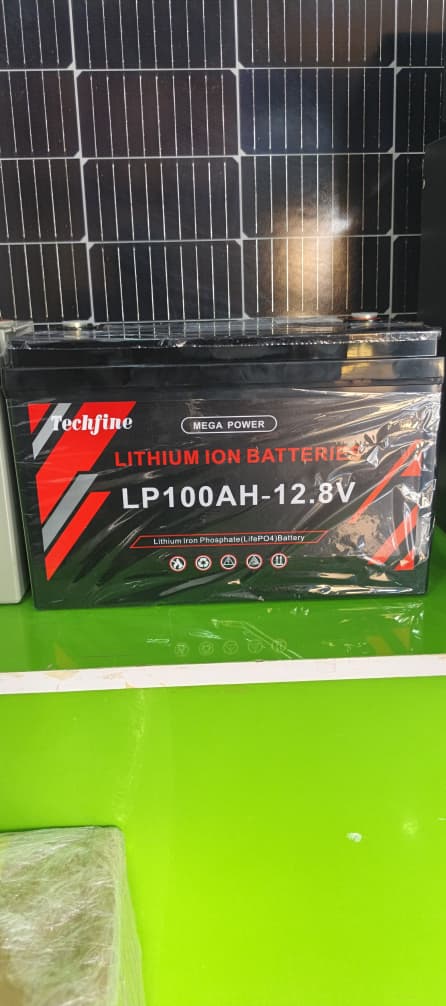 Techfine
MEGA POWER
LITHIUM ION BATTERIES
LP100AH-12.8V
Lithium Iron Phosphate(LifePO4)Battery